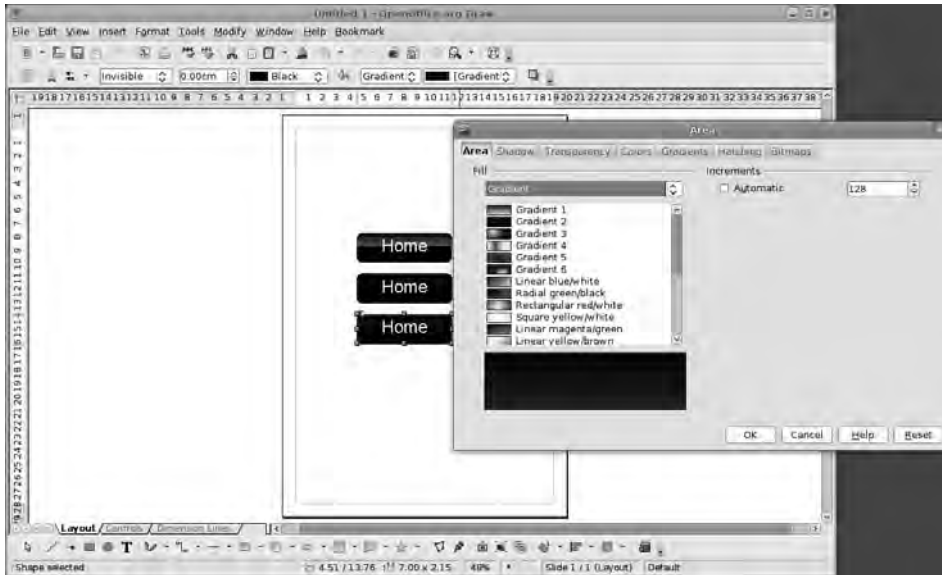 Untitled 1 - OpenOffice.org Draw
File Edit View Insert Format Tools Modify Window Help Bookmark
Invisible 0.00cm Black Gradient [Gradient
Area
Area Shadow Transparency Colors Gradients Hatching Bitmaps
Fill
Increments
Gradient
Automatic
128
Gradient 1
Gradient 2
Gradient 3
Gradient 4
Gradient 5
Gradient 6
Linear blue/white
Radial green/black
Rectangular red/white
Square yellow/white
Linear magenta/green
Linear yellow/brown
Home
Home
Home
OK Cancel Help Reset
Layout Controls Dimension Lines
Shape selected 4.51 / 13.76 7.00 x 2.15 48% * Slide 1 / 1 (Layout) Default